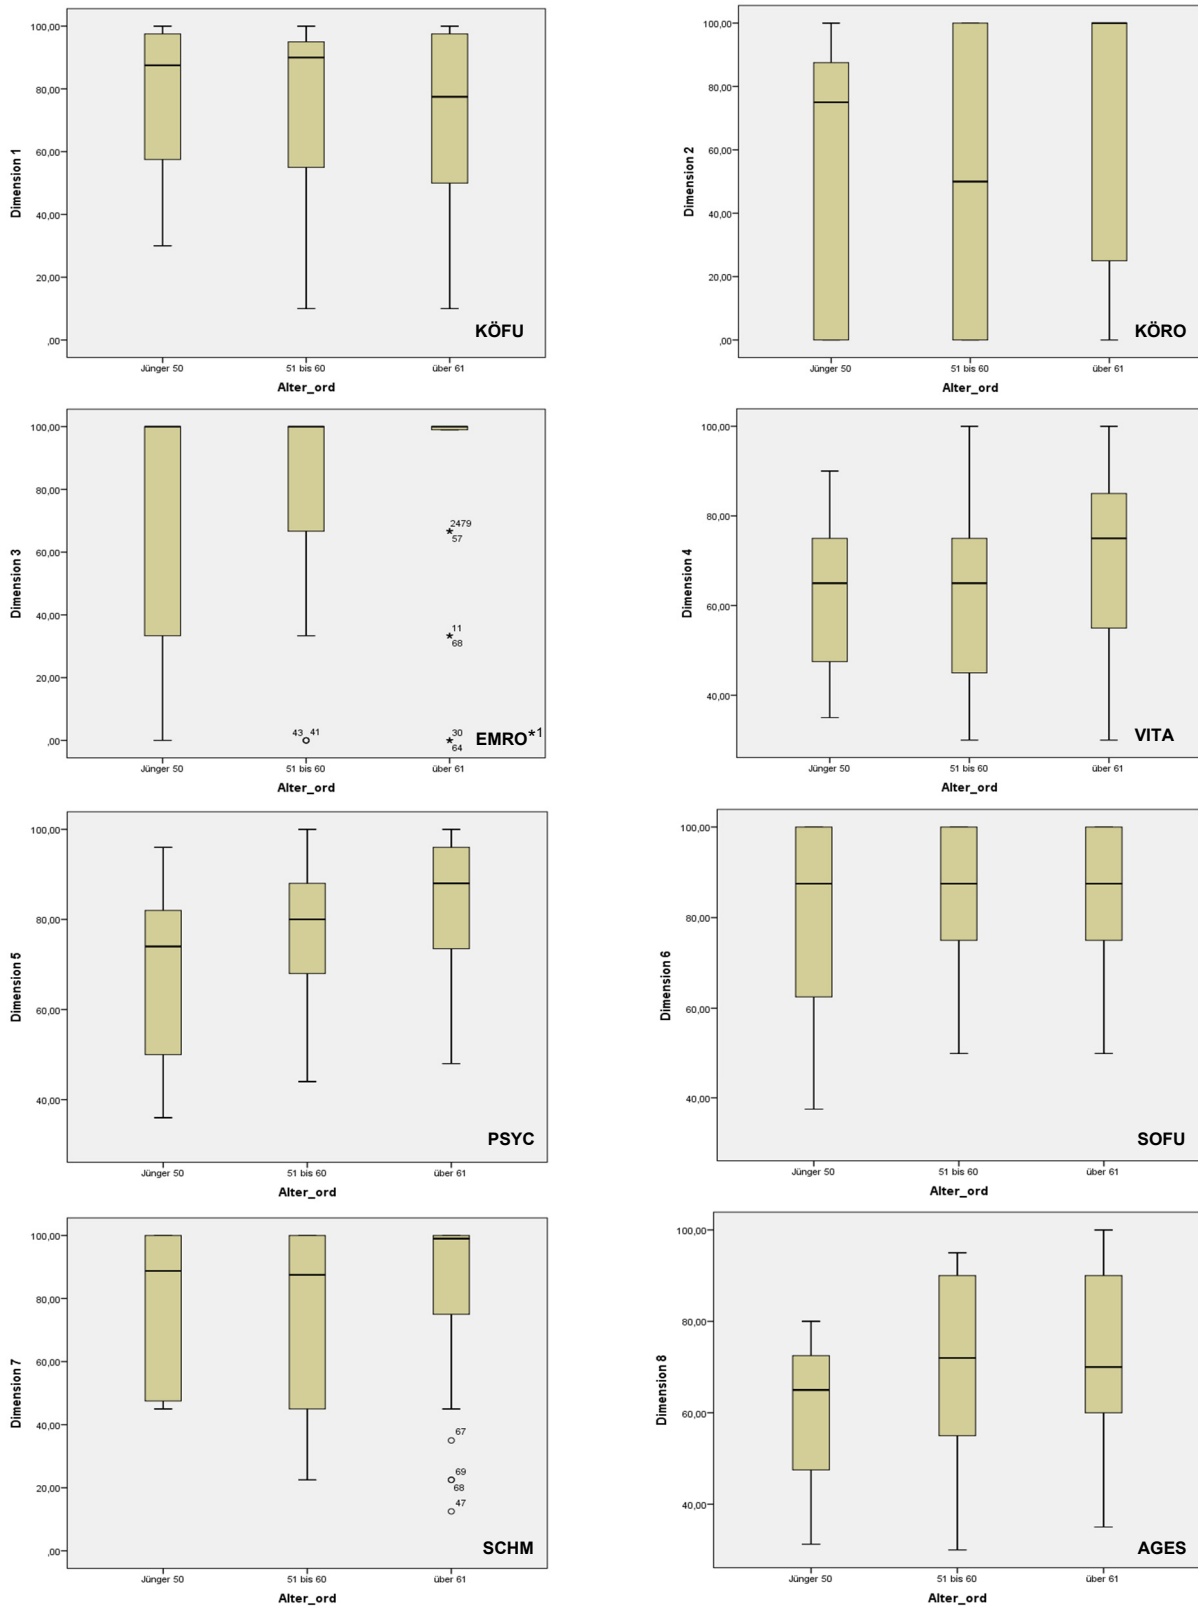 100,00
80,00
60,00
40,00
20,00
,00
Dimension 1
Jünger 50 51 bis 60 über 61
Alter_ord
KÖFU
100,00
80,00
60,00
40,00
20,00
,00
Dimension 2
Jünger 50 51 bis 60 über 61
Alter_ord
KÖRO
100,00
80,00
60,00
40,00
20,00
,00
Dimension 3
2479
57
11
68
43 41
30
64
Jünger 50 51 bis 60 über 61
Alter_ord
EMRO*1
100,00
80,00
60,00
40,00
Dimension 4
Jünger 50 51 bis 60 über 61
Alter_ord
VITA
100,00
80,00
60,00
40,00
Dimension 5
Jünger 50 51 bis 60 über 61
Alter_ord
PSYC
100,00
80,00
60,00
40,00
Dimension 6
Jünger 50 51 bis 60 über 61
Alter_ord
SOFU
100,00
80,00
60,00
40,00
20,00
,00
Dimension 7
67
69
68
47
Jünger 50 51 bis 60 über 61
Alter_ord
SCHM
100,00
80,00
60,00
40,00
Dimension 8
Jünger 50 51 bis 60 über 61
Alter_ord
AGES